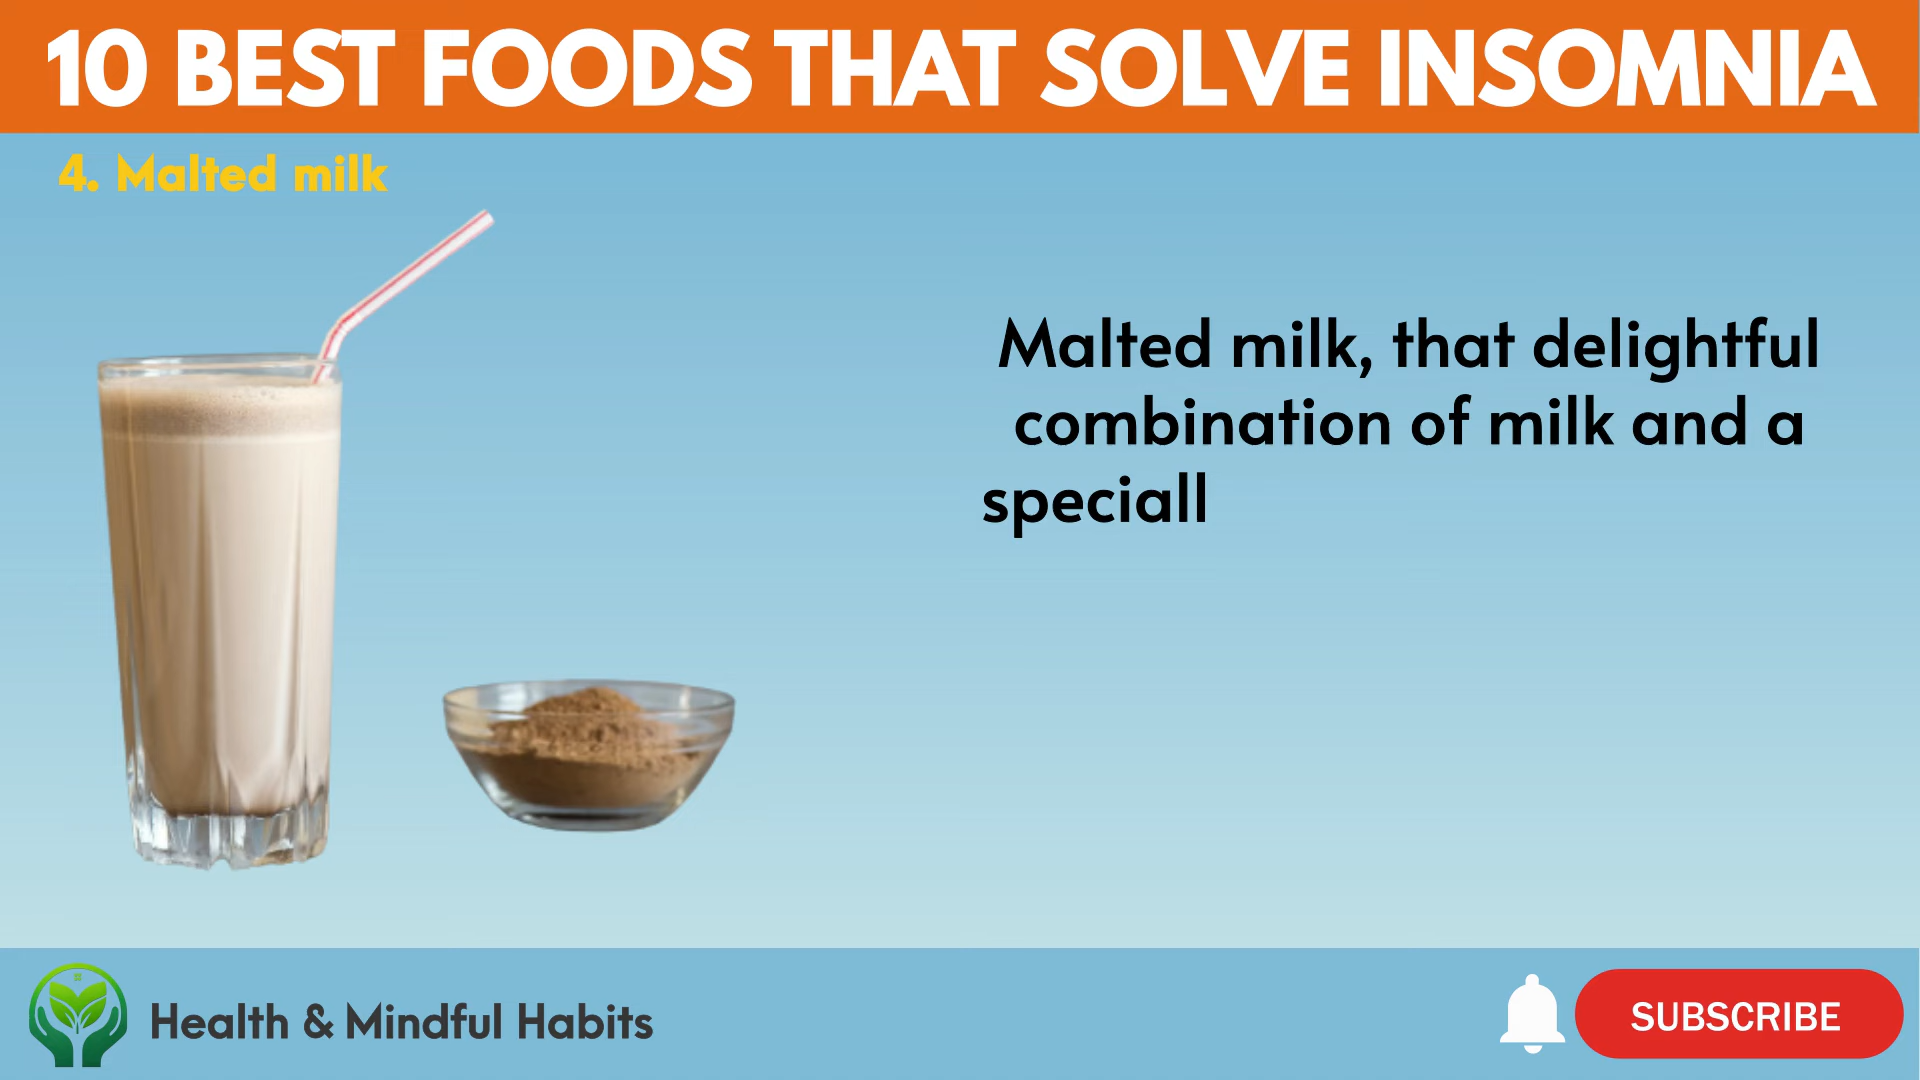 10 BEST FOODS THAT SOLVE INSOMNIA
4. Malted milk
Malted milk, that delightful
combination of milk and a
speciall
Health & Mindful Habits
SUBSCRIBE